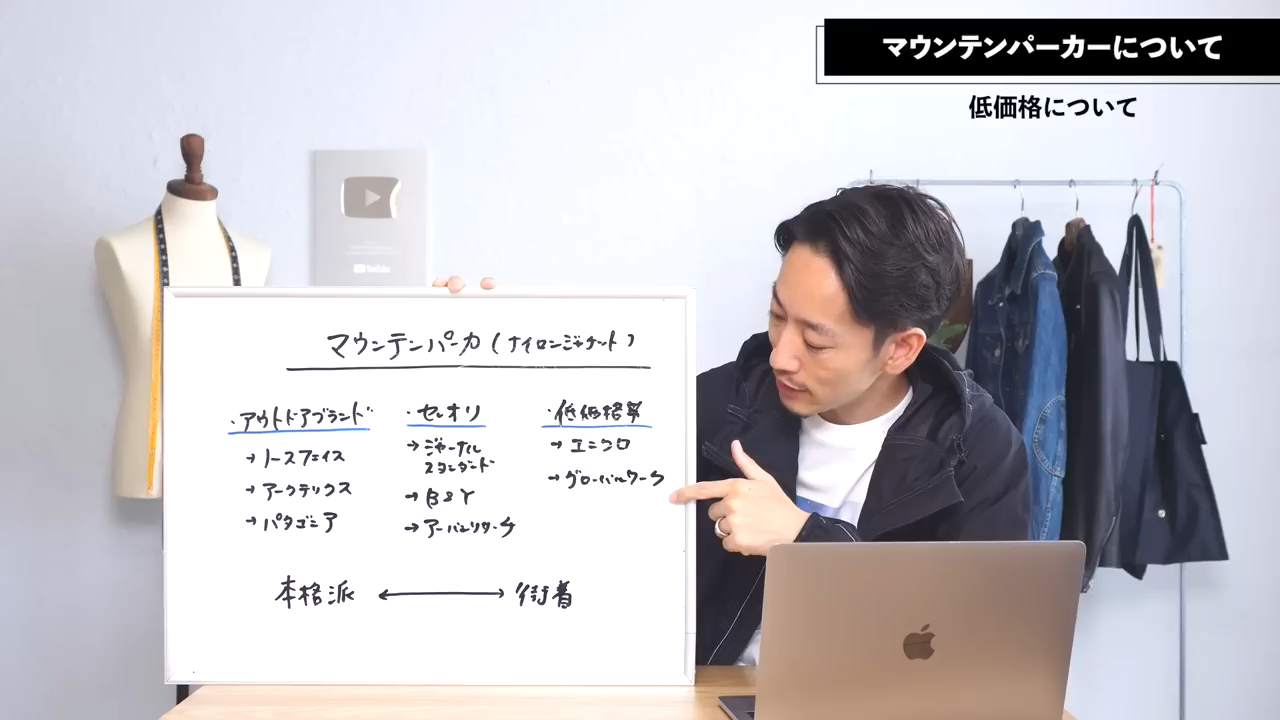 マウンテンパーカーについて
低価格について
YouTube
マウンテンパーカ(ナイロンジャケット)
・アウトドアブランド
→ノースフェイス
→アークテリクス
→パタゴニア
・セレオリ
→ジャーナル
スタンダード
→B&Y
→アーバンリサーチ
・低価格算
→ユニクロ
→グローバルワーク
本格派 ←→ 街着